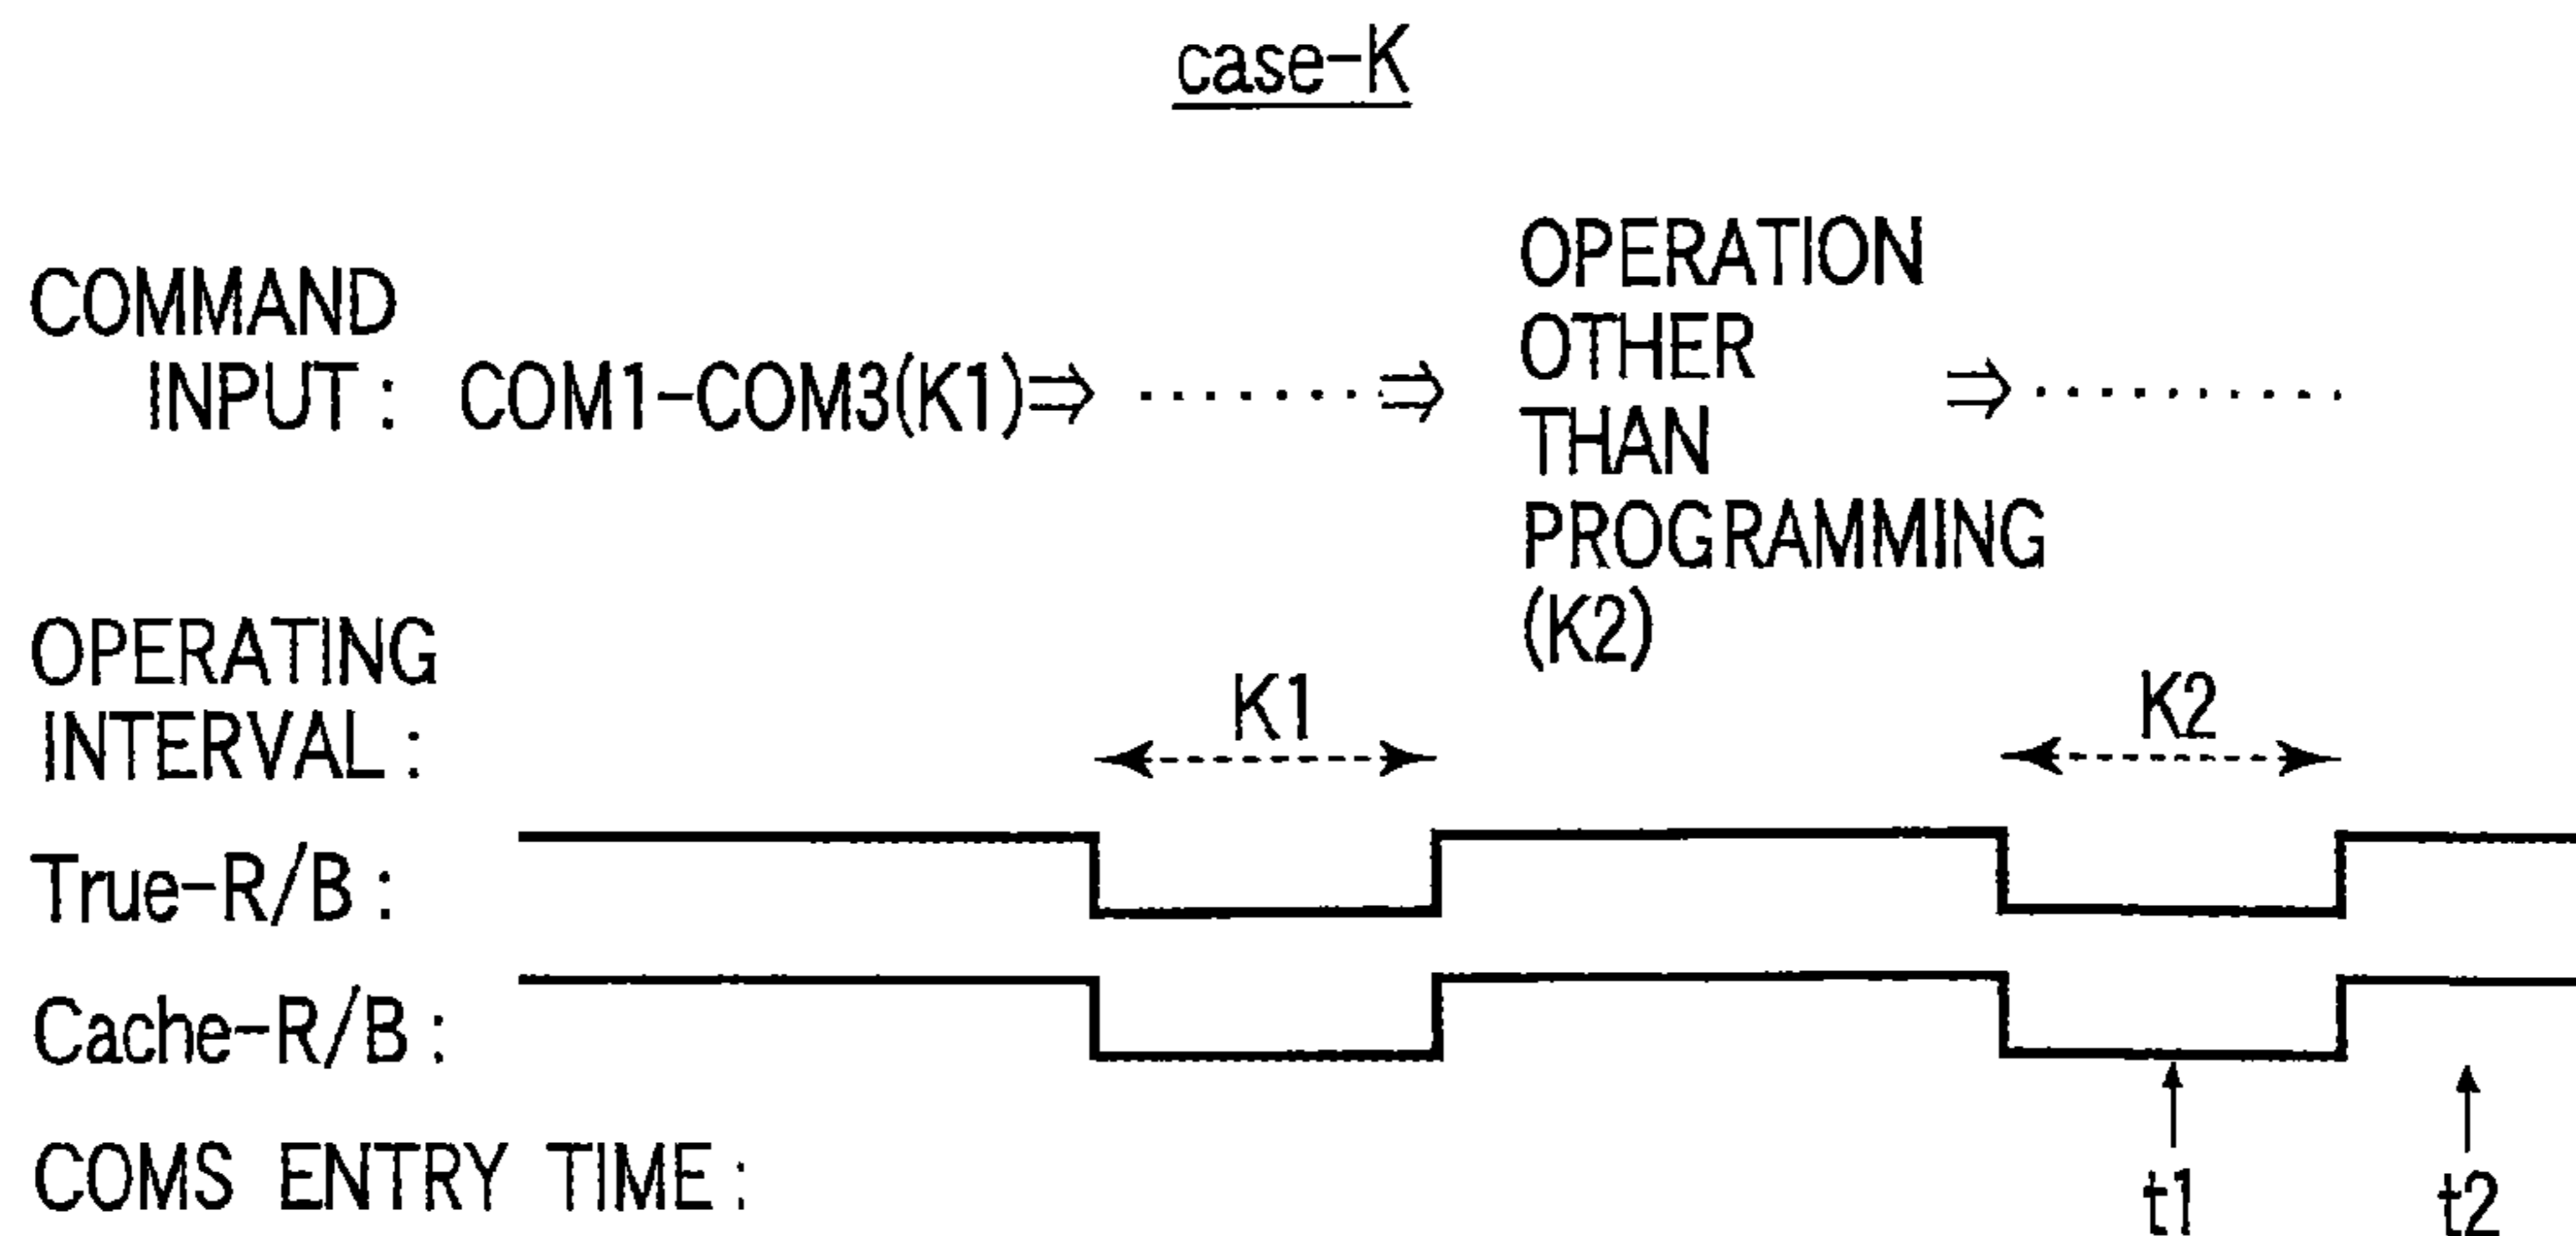 case-K
COMMAND
INPUT : COM1-COM3(K1)⇒ ········⇒ OPERATION
OTHER
THAN
PROGRAMMING
(K2) ⇒··········
OPERATING
INTERVAL :
K1
K2
True-R/B :
Cache-R/B :
COMS ENTRY TIME :
t1
t2